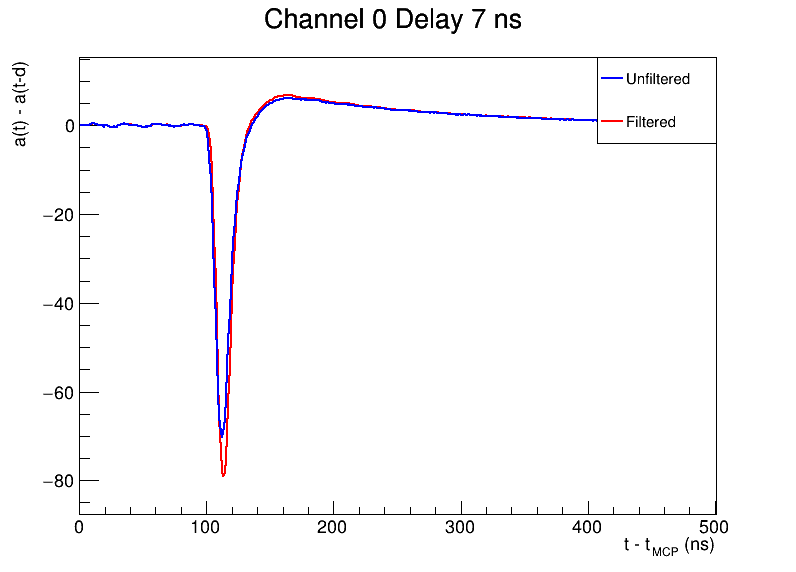 Channel 0 Delay 7 ns
a(t) - a(t-d)
Unfiltered
Filtered
0
−20
−40
−60
−80
0 100 200 300 400 500
t - tMCP (ns)